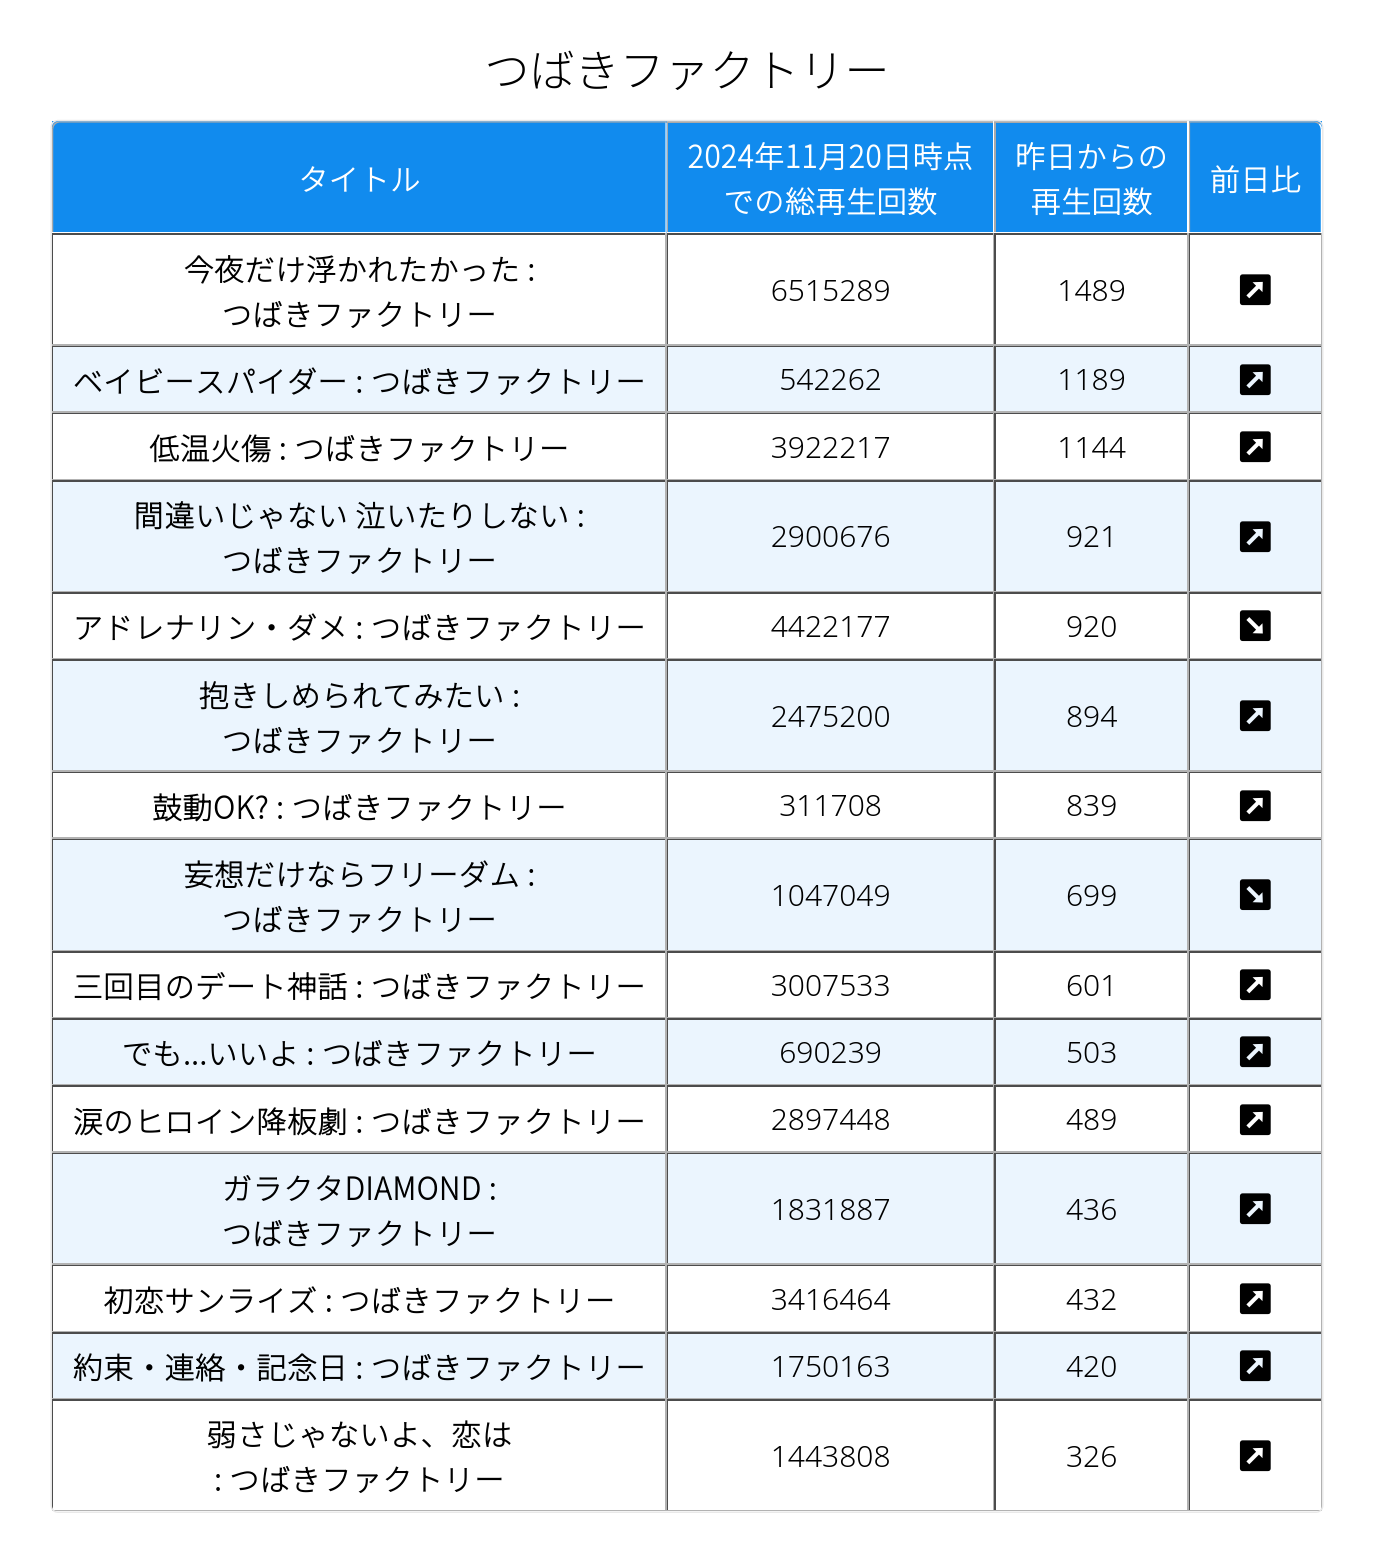 つばきファクトリー
タイトル
2024年11月20日時点
での総再生回数
昨日からの
再生回数
前日比
今夜だけ浮かれたかった :
つばきファクトリー
6515289
1489
ベイビースパイダー : つばきファクトリー
542262
1189
低温火傷 : つばきファクトリー
3922217
1144
間違いじゃない 泣いたりしない :
つばきファクトリー
2900676
921
アドレナリン・ダメ : つばきファクトリー
4422177
920
抱きしめられてみたい :
つばきファクトリー
2475200
894
鼓動OK? : つばきファクトリー
311708
839
妄想だけならフリーダム :
つばきファクトリー
1047049
699
三回目のデート神話 : つばきファクトリー
3007533
601
でも...いいよ : つばきファクトリー
690239
503
涙のヒロイン降板劇 : つばきファクトリー
2897448
489
ガラクタDIAMOND :
つばきファクトリー
1831887
436
初恋サンライズ : つばきファクトリー
3416464
432
約束・連絡・記念日 : つばきファクトリー
1750163
420
弱さじゃないよ、恋は
: つばきファクトリー
1443808
326